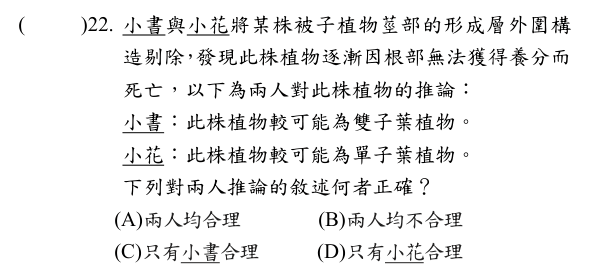 (　　)22. 小書與小花將某株被子植物莖部的形成層外圍構
造剔除，發現此株植物逐漸因根部無法獲得養分而
死亡，以下為兩人對此株植物的推論：
小書：此株植物較可能為雙子葉植物。
小花：此株植物較可能為單子葉植物。
下列對兩人推論的敘述何者正確？
(A)兩人均合理　　(B)兩人均不合理
(C)只有小書合理　　(D)只有小花合理